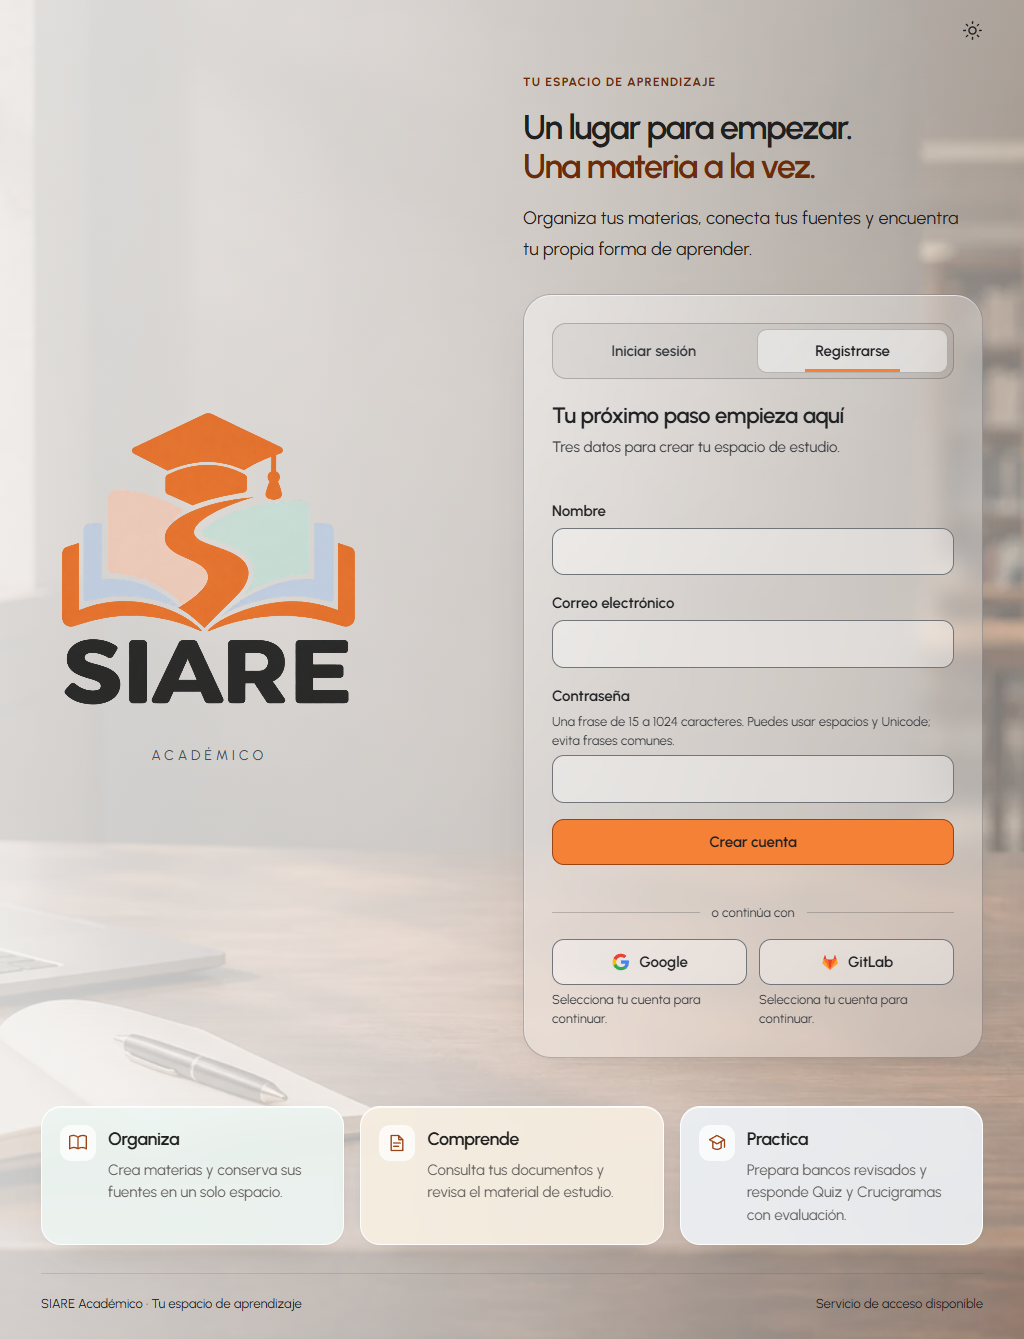 TU ESPACIO DE APRENDIZAJE
Un lugar para empezar.
Una materia a la vez.
Organiza tus materias, conecta tus fuentes y encuentra
tu propia forma de aprender.
SIARE
ACADÉMICO
Iniciar sesión
Registrarse
Tu próximo paso empieza aquí
Tres datos para crear tu espacio de estudio.
Nombre
Correo electrónico
Contraseña
Una frase de 15 a 1024 caracteres. Puedes usar espacios y Unicode;
evita frases comunes.
Crear cuenta
o continúa con
Google
GitLab
Selecciona tu cuenta para
continuar.
Selecciona tu cuenta para
continuar.
Organiza
Crea materias y conserva sus
fuentes en un solo espacio.
Comprende
Consulta tus documentos y
revisa el material de estudio.
Practica
Prepara bancos revisados y
responde Quiz y Crucigramas
con evaluación.
SIARE Académico · Tu espacio de aprendizaje
Servicio de acceso disponible